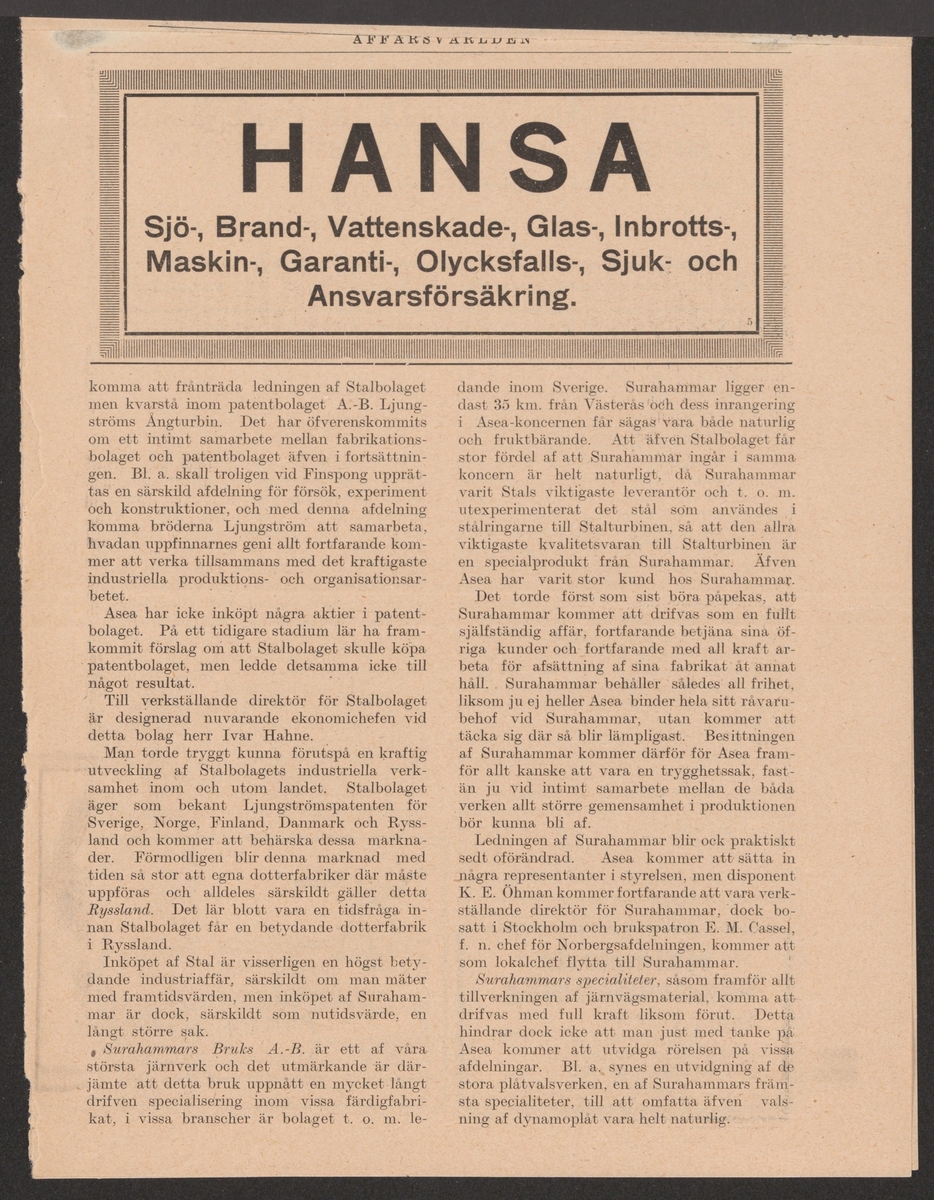 AFFÄRSVÄRLDEN
HANSA
Sjö-, Brand-, Vattenskade-, Glas-, Inbrotts-,
Maskin-, Garanti-, Olycksfalls-, Sjuk- och
Ansvarsförsäkring.
5
komma att frånträda ledningen af Stalbolaget
men kvarstå inom patentbolaget A.-B. Ljung-
ströms Ångturbin. Det har öfverenskommits
om ett intimt samarbete mellan fabrikations-
bolaget och patentbolaget äfven i fortsättnin-
gen. Bl. a. skall troligen vid Finspong upprät-
tas en särskild afdelning för försök, experiment
och konstruktioner, och med denna afdelning
komma bröderna Ljungström att samarbeta,
hvadan uppfinnarnes geni allt fortfarande kom-
mer att verka tillsammans med det kraftigaste
industriella produktions- och organisationsar-
betet.
Asea har icke inköpt några aktier i patent-
bolaget. På ett tidigare stadium lär ha fram-
kommit förslag om att Stalbolaget skulle köpa
patentbolaget, men ledde detsamma icke till
något resultat.
Till verkställande direktör för Stalbolaget
är designerad nuvarande ekonomichefen vid
detta bolag herr Ivar Hahne.
Man torde tryggt kunna förutspå en kraftig
utveckling af Stalbolagets industriella verk-
samhet inom och utom landet. Stalbolaget
äger som bekant Ljungströmspatenten för
Sverige, Norge, Finland, Danmark och Ryss-
land och kommer att behärska dessa markna-
der. Förmodligen blir denna marknad med
tiden så stor att egna dotterfabriker där måste
uppföras och alldeles särskildt gäller detta
Ryssland. Det lär blott vara en tidsfråga in-
nan Stalbolaget får en betydande dotterfabrik
i Ryssland.
Inköpet af Stal är visserligen en högst bety-
dande industriaffär, särskildt om man mäter
med framtidsvärden, men inköpet af Suraham-
mar är dock, särskildt som nutidsvärde, en
långt större sak.
Surahammars Bruks A.-B. är ett af våra
största järnverk och det utmärkande är där-
jämte att detta bruk uppnått en mycket långt
drifven specialisering inom vissa färdigfabri-
kat, i vissa branscher är bolaget t. o. m. le-
dande inom Sverige. Surahammar ligger en-
dast 35 km. från Västerås och dess inrangering
i Asea-koncernen får sägas vara både naturlig
och fruktbärande. Att äfven Stalbolaget får
stor fördel af att Surahammar ingår i samma
koncern är helt naturligt, då Surahammar
varit Stals viktigaste leverantör och t. o. m.
utexperimenterat det stål som användes i
stålringarne till Stalturbinen, så att den allra
viktigaste kvalitetsvaran till Stalturbinen är
en specialprodukt från Surahammar. Äfven
Asea har varit stor kund hos Surahammar.
Det torde först som sist böra påpekas, att
Surahammar kommer att drifvas som en fullt
själfständig affär, fortfarande betjäna sina öf-
riga kunder och fortfarande med all kraft ar-
beta för afsättning af sina fabrikat åt annat
håll. Surahammar behåller således all frihet,
liksom ju ej heller Asea binder hela sitt råvaru-
behof vid Surahammar, utan kommer att
täcka sig där så blir lämpligast. Besittningen
af Surahammar kommer därför för Asea fram-
för allt kanske att vara en trygghetssak, fast-
än ju vid intimt samarbete mellan de båda
verken allt större gemensamhet i produktionen
bör kunna bli af.
Ledningen af Surahammar blir ock praktiskt
sedt oförändrad. Asea kommer att sätta in
några representanter i styrelsen, men disponent
K. E. Öhman kommer fortfarande att vara verk-
ställande direktör för Surahammar, dock bo-
satt i Stockholm och brukspatron E. M. Cassel,
f. n. chef för Norbergsafdelningen, kommer att
som lokalchef flytta till Surahammar.
Surahammars specialiteter, såsom framför allt
tillverkningen af järnvägsmaterial, komma att
drifvas med full kraft liksom förut. Detta
hindrar dock icke att man just med tanke på
Asea kommer att utvidga rörelsen på vissa
afdelningar. Bl. a. synes en utvidgning af de
stora plåtvalsverken, en af Surahammars främ-
sta specialiteter, till att omfatta äfven vals-
ning af dynamoplåt vara helt naturlig.